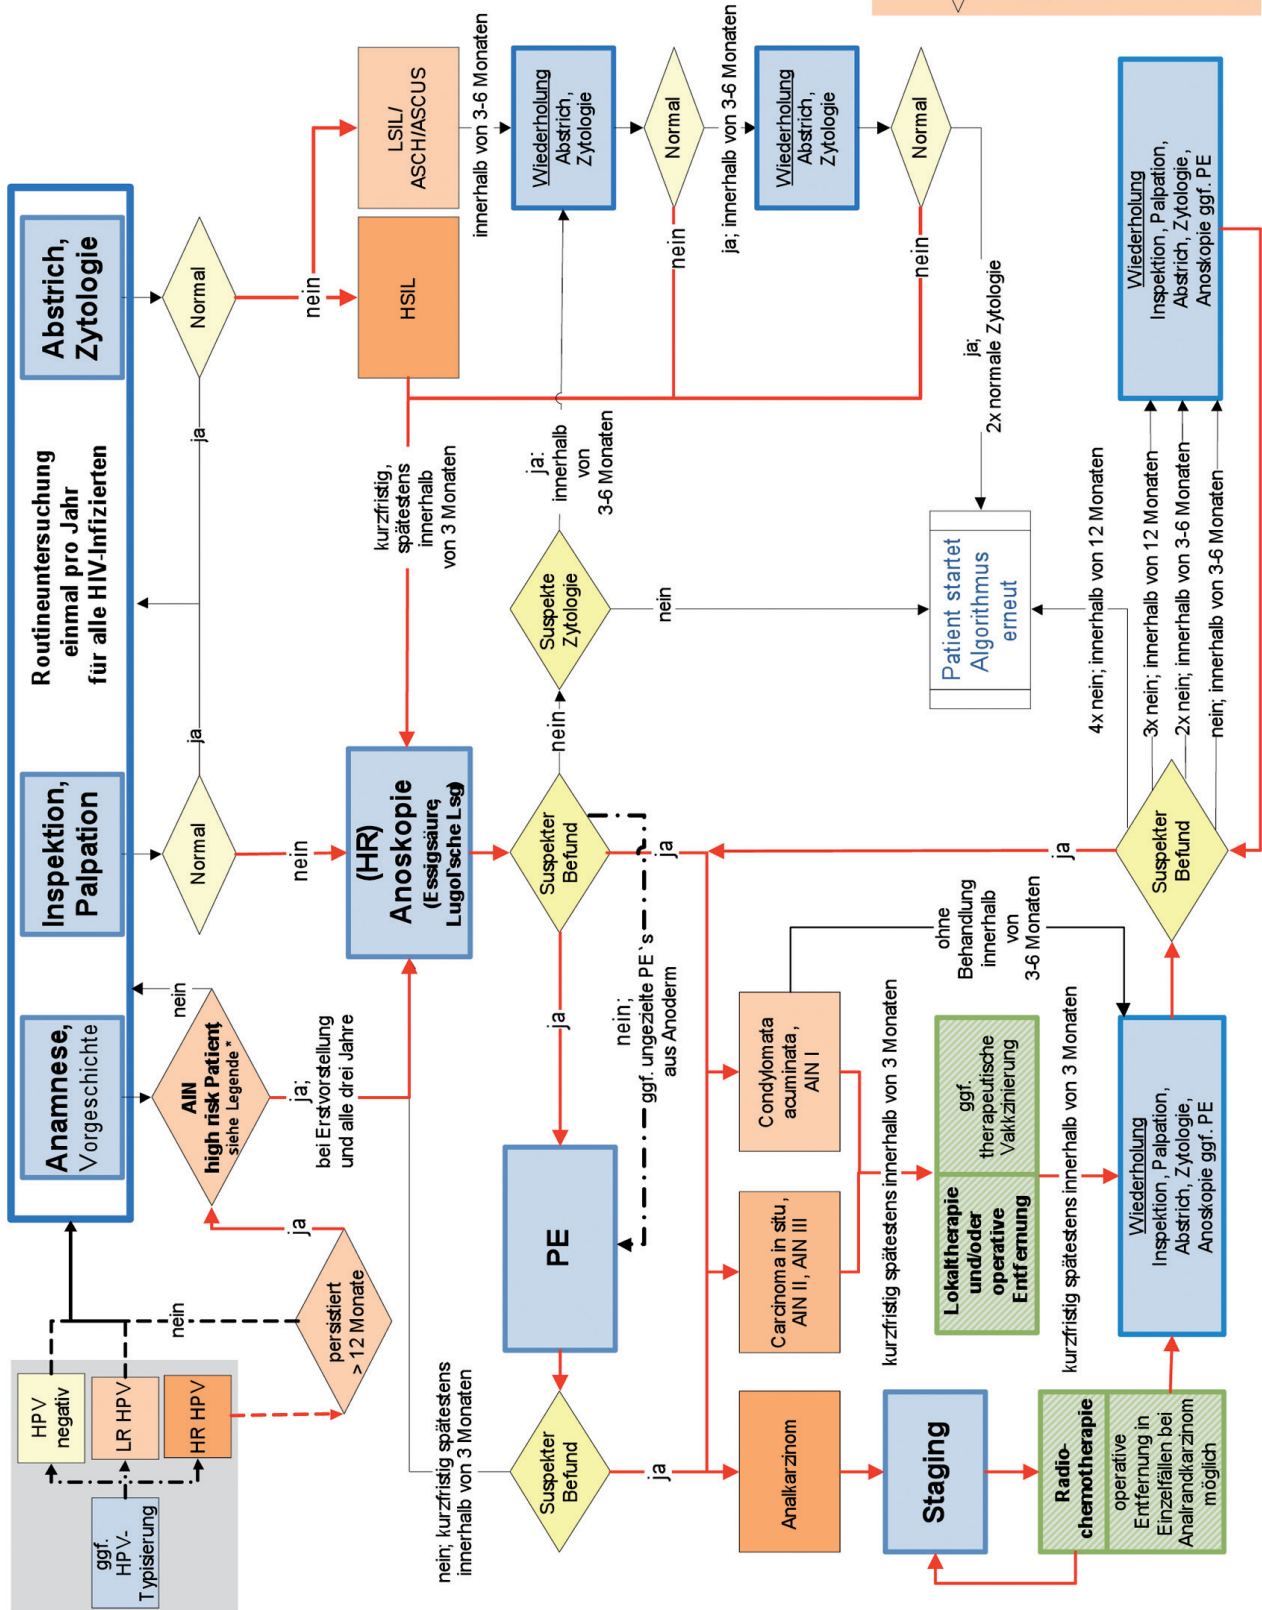 ggf.
HPV-
Typisierung
HPV
negativ
LR HPV
HR HPV
nein
persistiert
> 12 Monate
ja
Anamnese,
Vorgeschichte
Inspektion,
Palpation
Routineuntersuchung
einmal pro Jahr
für alle HIV-Infizierten
Abstrich,
Zytologie
AIN
high risk Patient,
siehe Legende *
nein
ja;
bei Erstvorstellung
und alle drei Jahre
Normal
ja
nein
Normal
ja
nein
HSIL
LSIL/
ASCHI/ASCUS
kurzfristig,
spätestens
innerhalb
von 3 Monaten
innerhalb von 3-6 Monaten
(HR)
Anoskopie
(Essigsäure,
Lugol'sche Lsg)
Suspekter
Befund
nein
ja
ja
nein;
ggf. ungezielte PE`s
aus Anoderm
Suspekte
Zytologie
ja:
innerhalb
von
3-6 Monaten
nein
Wiederholung
Abstrich,
Zytologie
Normal
nein
ja; innerhalb von 3-6 Monaten
Wiederholung
Abstrich,
Zytologie
Normal
nein
ja;
2x normale Zytologie
Patient startet
Algorithmus
erneut
PE
Suspekter
Befund
nein; kurzfristig spätestens
innerhalb von 3 Monaten
ja
Analkarzinom
Carcinoma in situ,
AIN II, AIN III
Condylomata
acuminata,
AIN I
ohne
Behandlung
innerhalb
von
3-6 Monaten
kurzfristig spätestens innerhalb von 3 Monaten
Staging
Lokaltherapie
und/oder
operative
Entfernung
ggf.
therapeutische
Vakkzinierung
kurzfristig spätestens innerhalb von 3 Monaten
Radio-
chemotherapie
operative
Entfernung in
Einzelfällen bei
Analrandkarzinom
möglich
Wiederholung
Inspektion, Palpation,
Abstrich, Zytologie,
Anoskopie ggf. PE
Suspekter
Befund
ja
4x nein; innerhalb von 12 Monaten
3x nein; innerhalb von 12 Monaten
2x nein; innerhalb von 3-6 Monaten
nein; innerhalb von 3-6 Monaten
Wiederholung
Inspektion, Palpation,
Abstrich, Zytologie,
Anoskopie ggf. PE